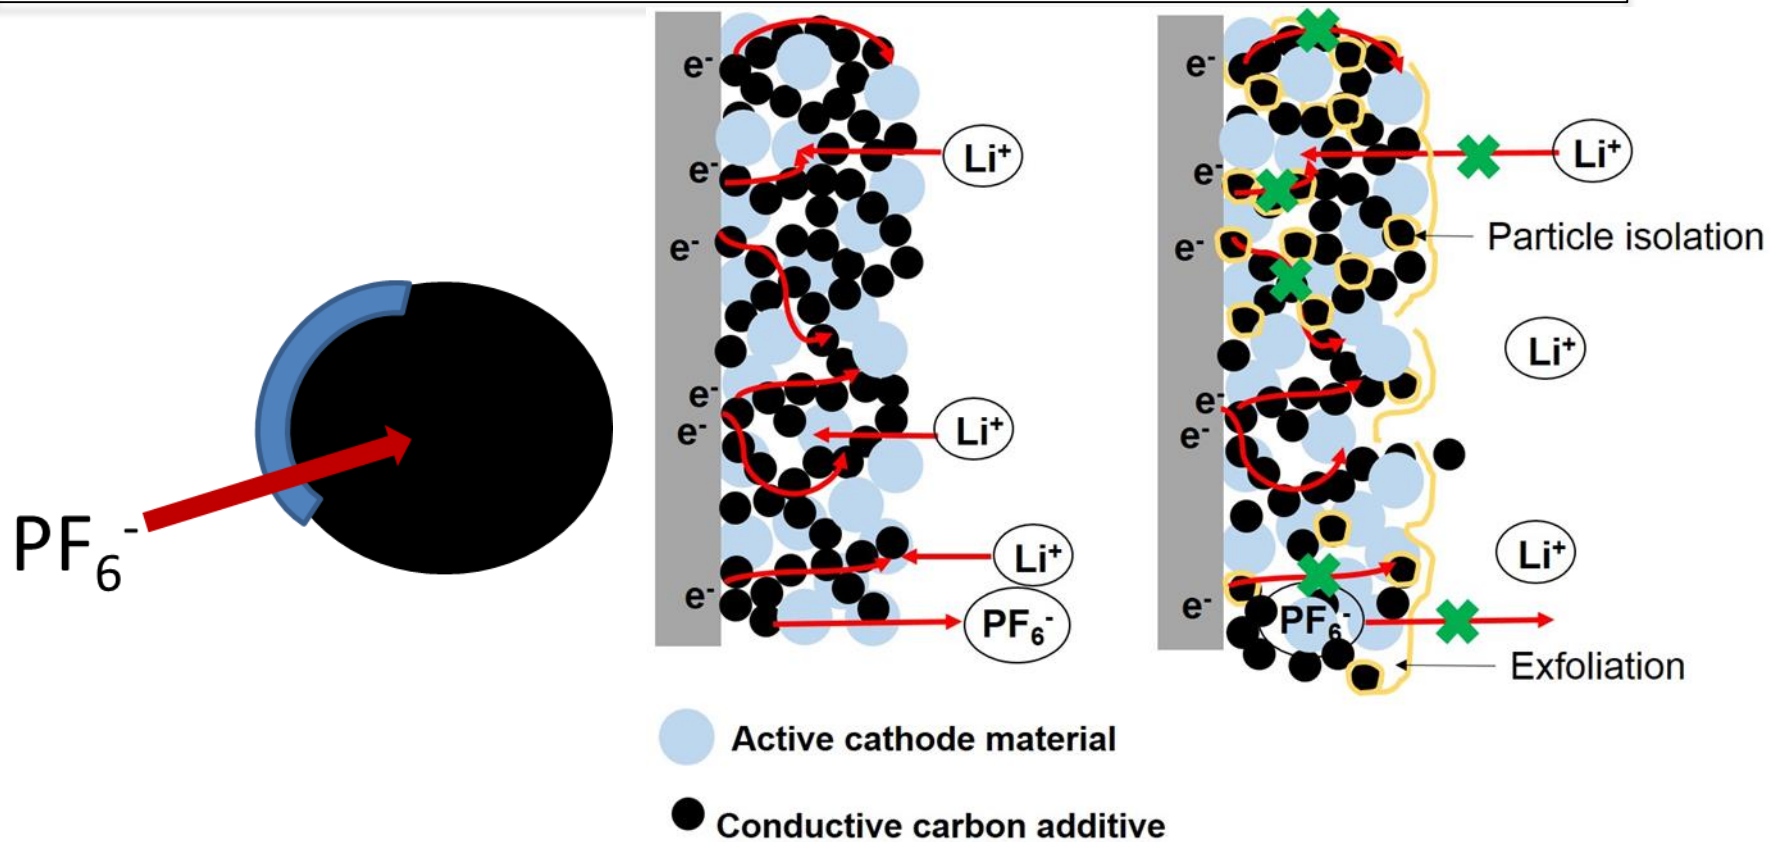 PF₆⁻
e⁻
e⁻
e⁻
e⁻
e⁻
e⁻
Li⁺
Li⁺
Li⁺
PF₆⁻
e⁻
e⁻
e⁻
e⁻
e⁻
e⁻
Li⁺
Particle isolation
Li⁺
Li⁺
PF₆⁻
Exfoliation
Active cathode material
Conductive carbon additive